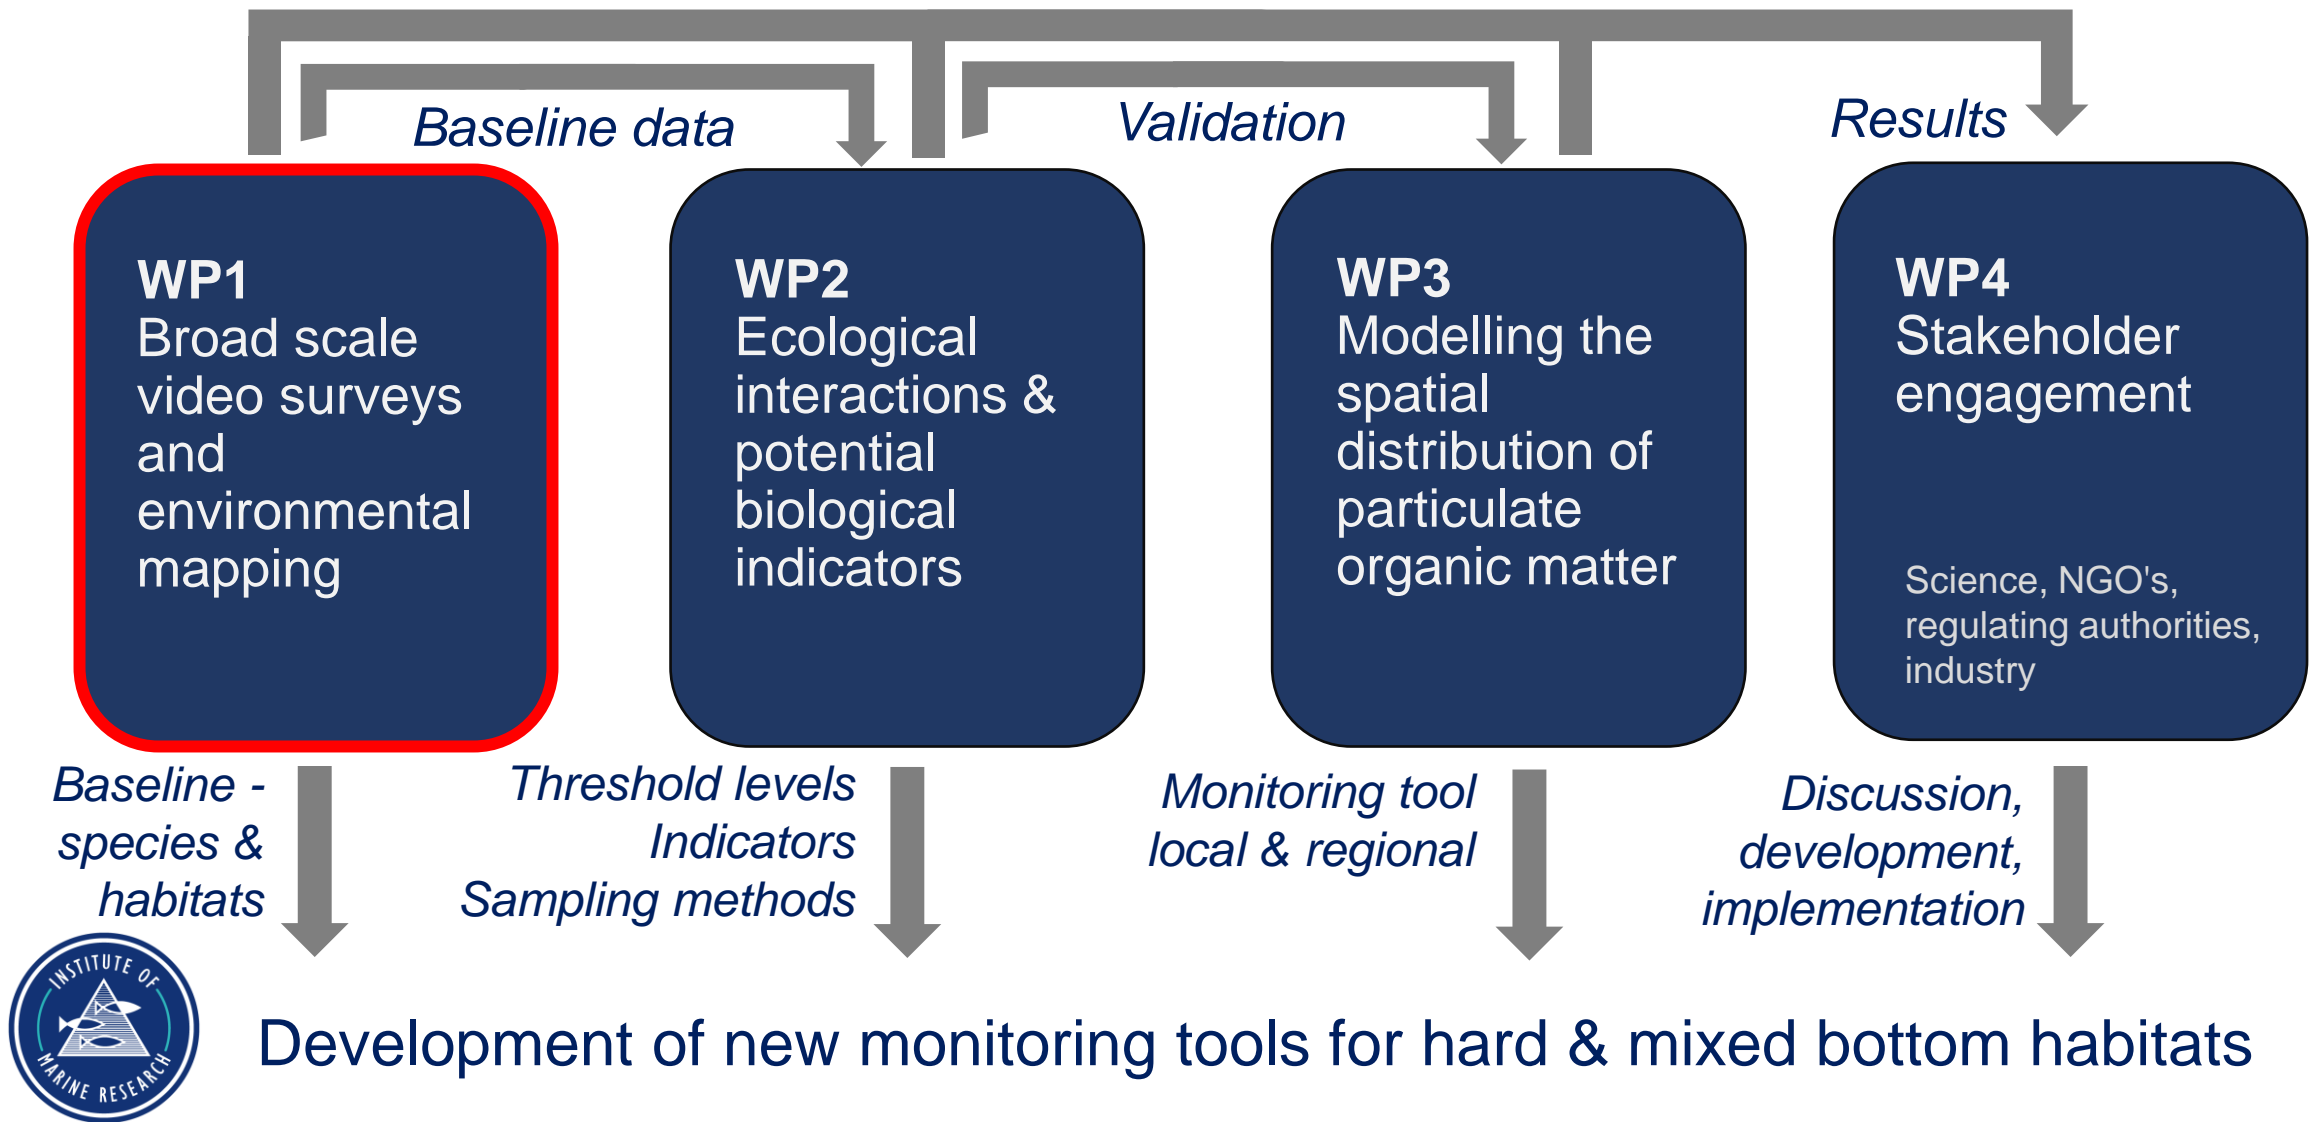 Baseline data
Validation
Results
WP1
Broad scale
video surveys
and
environmental
mapping
WP2
Ecological
interactions &
potential
biological
indicators
WP3
Modelling the
spatial
distribution of
particulate
organic matter
WP4
Stakeholder
engagement
Science, NGO's,
regulating authorities,
industry
Baseline -
species &
habitats
Threshold levels
Indicators
Sampling methods
Monitoring tool
local & regional
Discussion,
development,
implementation
INSTITUTE OF
MARINE RESEARCH
Development of new monitoring tools for hard & mixed bottom habitats